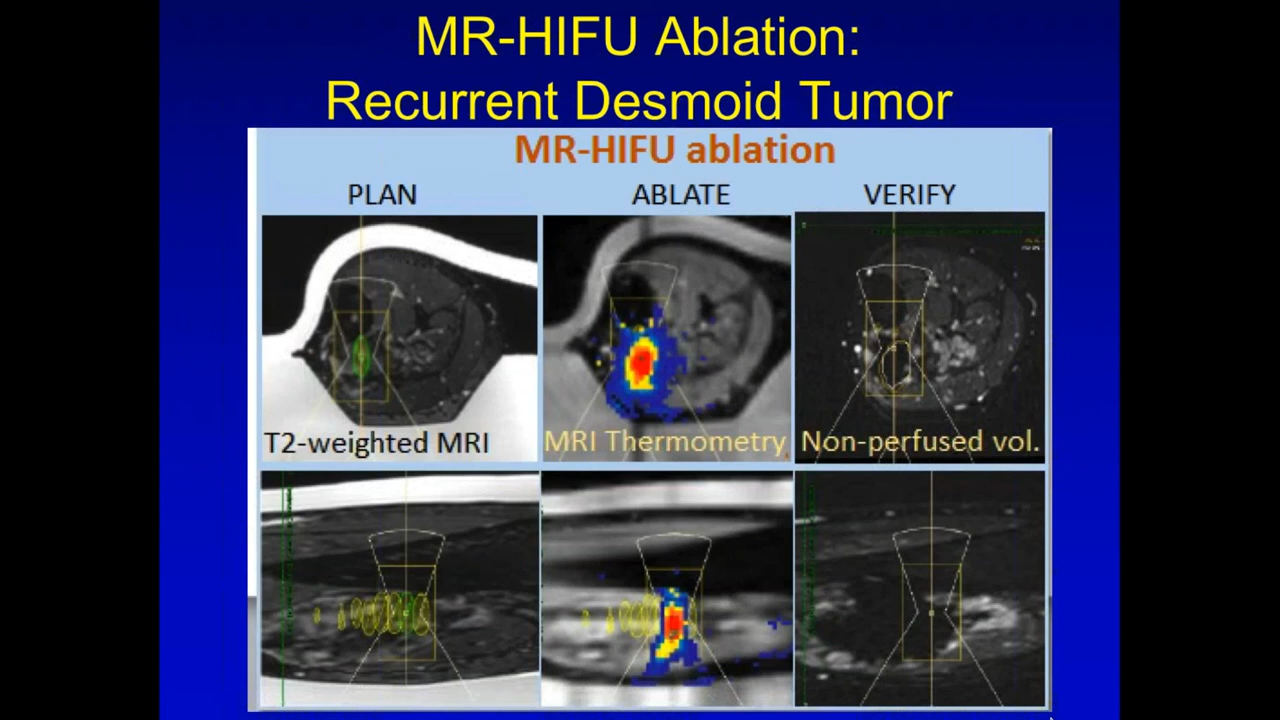 MR-HIFU Ablation:
Recurrent Desmoid Tumor
MR-HIFU ablation
PLAN
ABLATE
VERIFY
T2-weighted MRI
MRI Thermometry
Non-perfused vol.